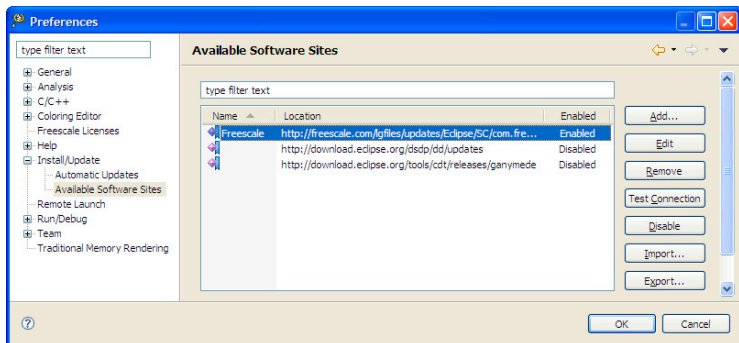 Preferences
type filter text
General
Analysis
C/C++
Coloring Editor
Freescale Licenses
Help
Install/Update
Automatic Updates
Available Software Sites
Remote Launch
Run/Debug
Team
Traditional Memory Rendering
Available Software Sites
type filter text
Name Location Enabled
Freescale http://freescale.com/lgfiles/updates/Eclipse/SC/com.fre... Enabled
http://download.eclipse.org/dsdp/dd/updates Disabled
http://download.eclipse.org/tools/cdt/releases/ganymede Disabled
Add...
Edit
Remove
Test Connection
Disable
Import...
Export...
?
OK Cancel